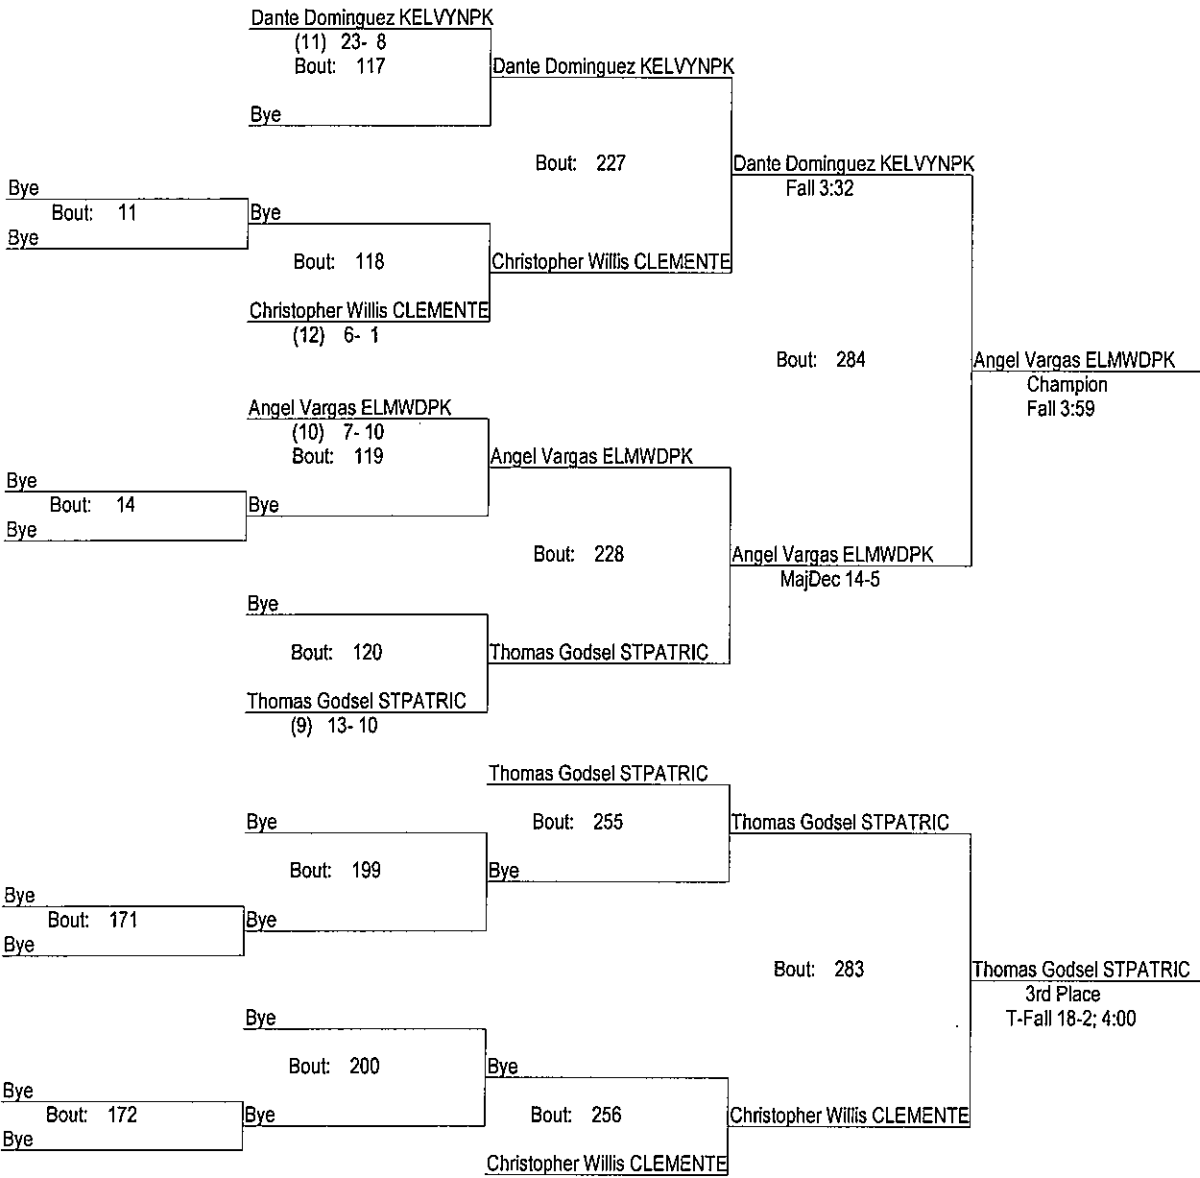 Dante Dominguez KELVYNPK
(11) 23- 8
Bout: 117
Dante Dominguez KELVYNPK
Bye
Bout: 227
Dante Dominguez KELVYNPK
Fall 3:32
Bye
Bout: 11
Bye
Bye
Bout: 118
Christopher Willis CLEMENTE
Christopher Willis CLEMENTE
(12) 6- 1
Bout: 284
Angel Vargas ELMWDPK
Champion
Fall 3:59
Angel Vargas ELMWDPK
(10) 7- 10
Bout: 119
Angel Vargas ELMWDPK
Bye
Bout: 14
Bye
Bye
Bout: 228
Angel Vargas ELMWDPK
MajDec 14-5
Bye
Bout: 120
Thomas Godsel STPATRIC
Thomas Godsel STPATRIC
(9) 13- 10
Thomas Godsel STPATRIC
Bye
Bout: 255
Thomas Godsel STPATRIC
Bout: 199
Bye
Bye
Bout: 171
Bye
Bye
Bout: 283
Thomas Godsel STPATRIC
3rd Place
T-Fall 18-2; 4:00
Bye
Bout: 200
Bye
Bye
Bout: 172
Bye
Bye
Bout: 256
Christopher Willis CLEMENTE
Christopher Willis CLEMENTE